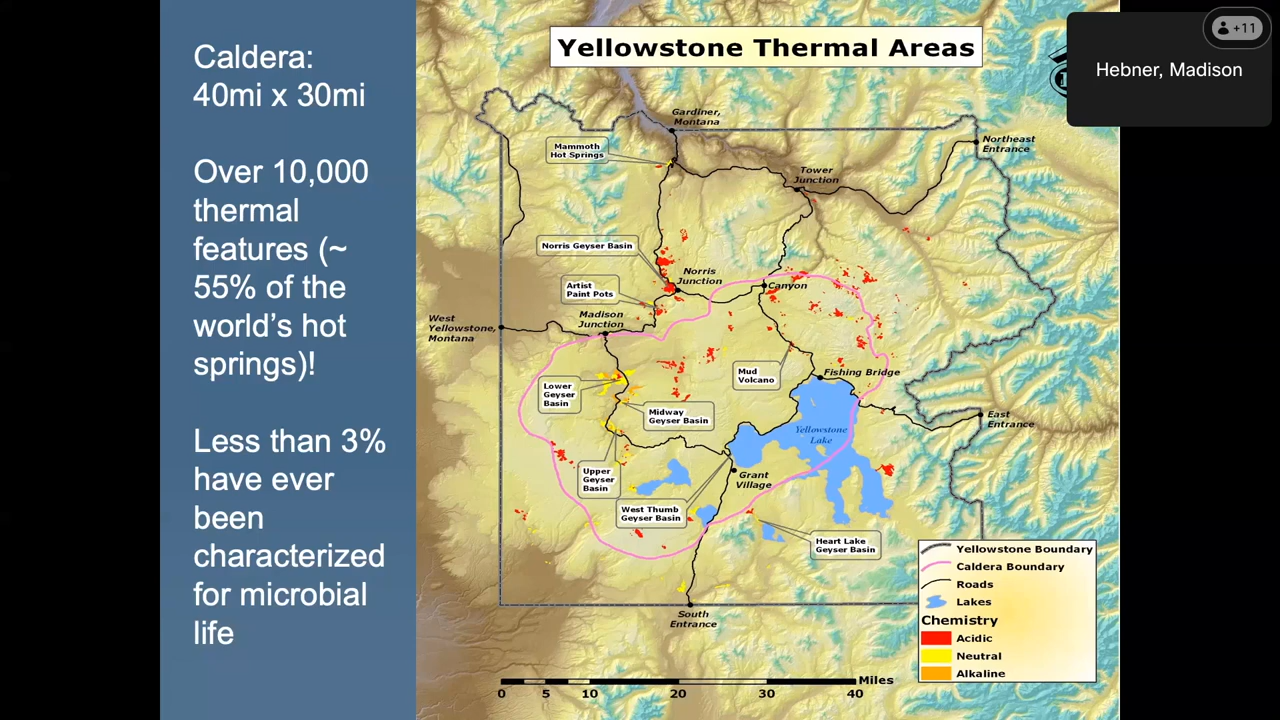 Caldera:
40mi x 30mi
Over 10,000
thermal
features (~
55% of the
world’s hot
springs)!
Less than 3%
have ever
been
characterized
for microbial
life
Yellowstone Thermal Areas
+11
Hebner, Madison
Gardiner,
Montana
Mammoth
Hot Springs
Northeast
Entrance
Tower
Junction
Norris Geyser Basin
Norris
Junction
Artist
Paint Pots
Canyon
Madison
Junction
West
Yellowstone,
Montana
Mud
Volcano
Fishing Bridge
Lower
Geyser
Basin
Midway
Geyser Basin
Yellowstone
Lake
East
Entrance
Upper
Geyser
Basin
Grant
Village
West Thumb
Geyser Basin
Heart Lake
Geyser Basin
South
Entrance
Yellowstone Boundary
Caldera Boundary
Roads
Lakes
Chemistry
Acidic
Neutral
Alkaline
Miles
0 5 10 20 30 40